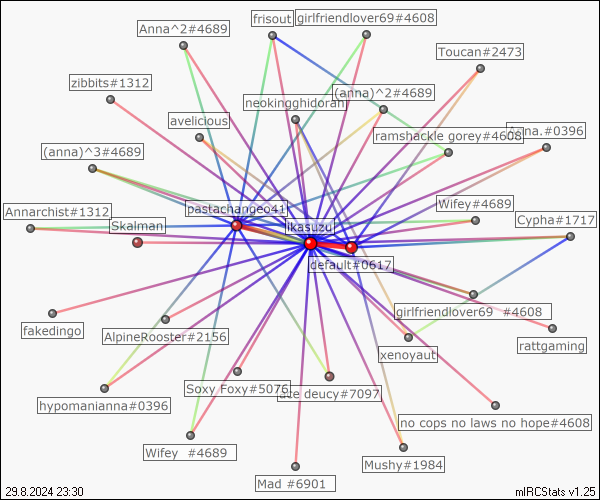 Anna^2#4689
frisout
girlfriendlover69#4608
Toucan#2473
zibbits#1312
neokingghidorah
(anna)^2#4689
avelicious
ramshackle gorey#4608
#0396
(anna)^3#4689
Annarchist#1312
pastachangeo41
ikasuzu
Wifey#4689
Cypha#1717
Skalman
default#0617
fakedingo
AlpineRooster#2156
girlfriendlover69 #4608
rattgaming
xenoyaut
hypomanianna#0396
Soxy Foxy#5076
deucy#7097
no cops no laws no hope#4608
Wifey #4689
Mad #6901
Mushy#1984
29.8.2024 23:30
mIRCStats v1.25